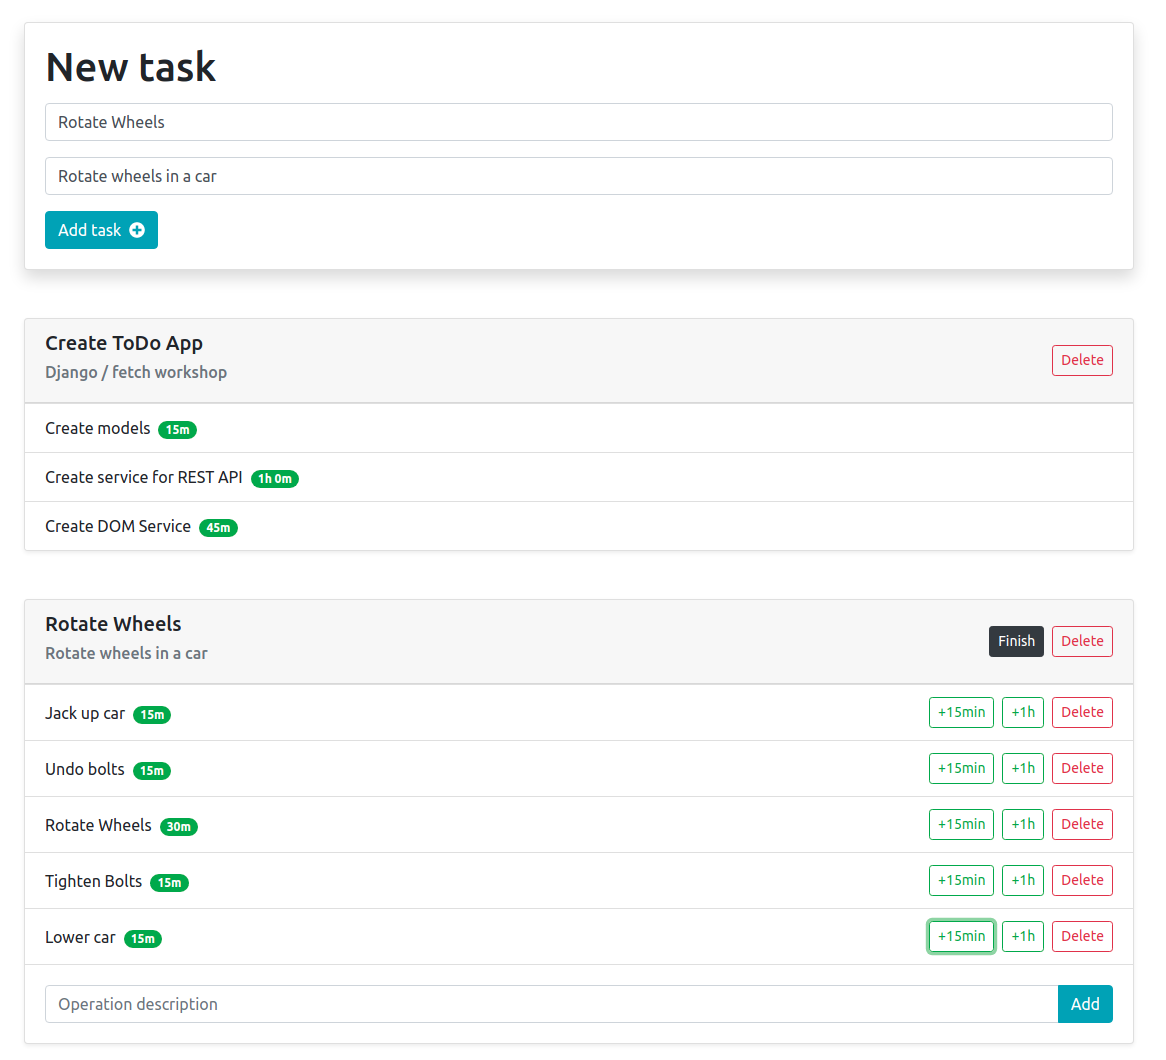 New task
Rotate Wheels
Rotate wheels in a car
Add task
Create ToDo App
Django / fetch workshop
Delete
Create models 15m
Create service for REST API 1h 0m
Create DOM Service 45m
Rotate Wheels
Rotate wheels in a car
Finish Delete
Jack up car 15m +15min +1h Delete
Undo bolts 15m +15min +1h Delete
Rotate Wheels 30m +15min +1h Delete
Tighten Bolts 15m +15min +1h Delete
Lower car 15m +15min +1h Delete
Operation description Add